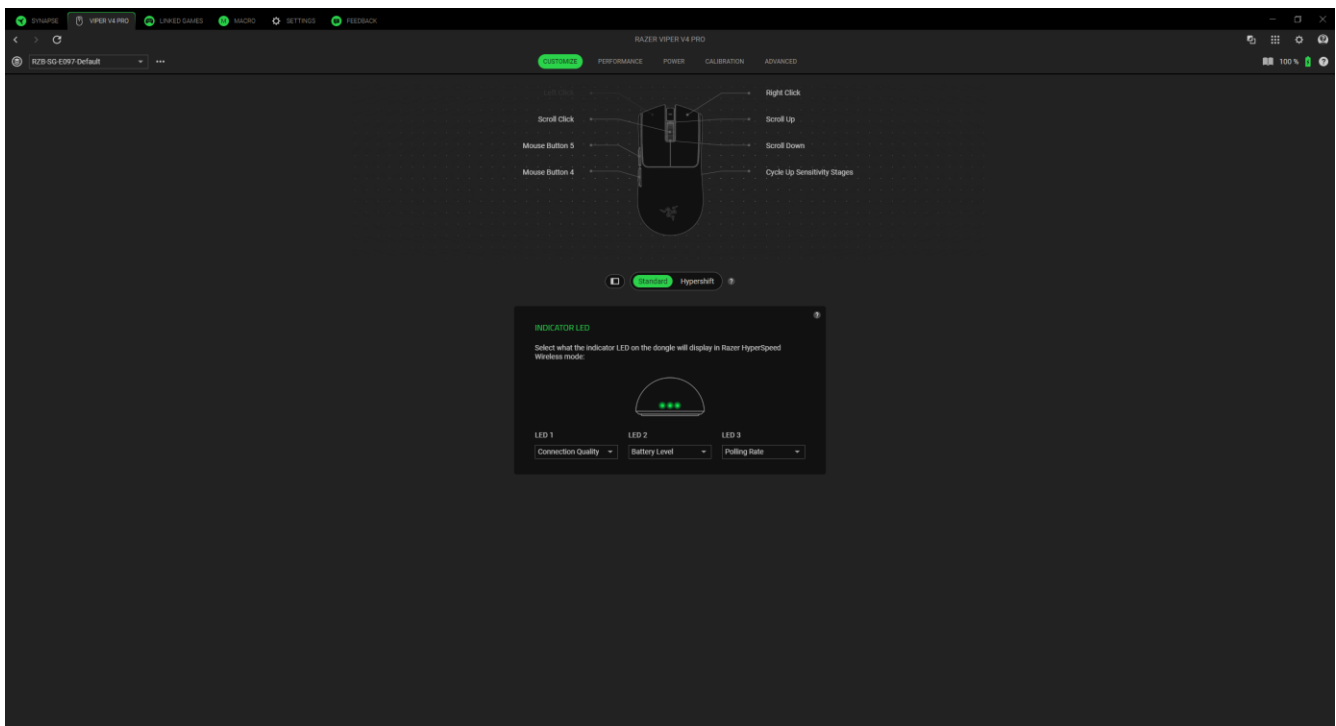 SYNAPSE VIPER V4 PRO LINKED GAMES MACRO SETTINGS FEEDBACK
RAZER VIPER V4 PRO
RZB-SG-E097-Default CUSTOMIZE PERFORMANCE POWER CALIBRATION ADVANCED 100 %
Left Click Right Click
Scroll Click Scroll Up
Mouse Button 5 Scroll Down
Mouse Button 4 Cycle Up Sensitivity Stages
Standard Hypershift
INDICATOR LED
Select what the indicator LED on the dongle will display in Razer HyperSpeed
Wireless mode:
LED 1 LED 2 LED 3
Connection Quality Battery Level Polling Rate